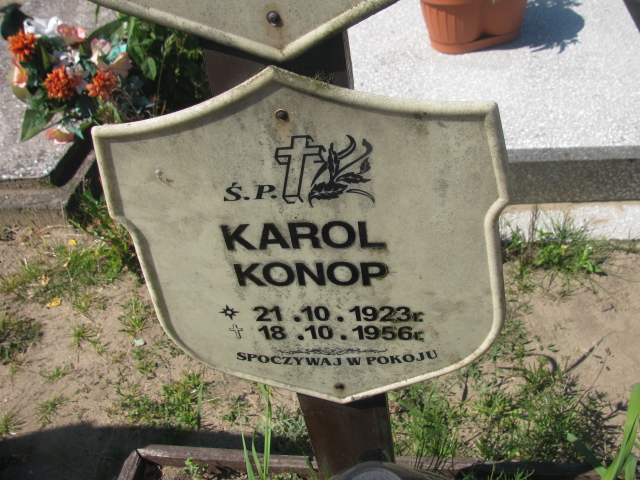 Ś.P.
KAROL
KONOP
21.10.1923r.
18.10.1956r.
SPOCZYWAJ W POKOJU